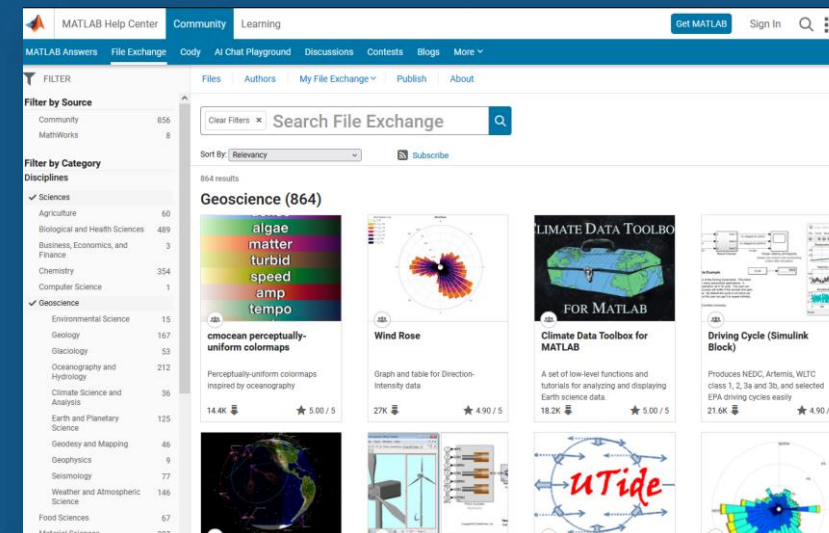 MATLAB Help Center
Community
Learning
Get MATLAB
Sign In
MATLAB Answers
File Exchange
Cody
AI Chat Playground
Discussions
Contests
Blogs
More
FILTER
Files
Authors
My File Exchange
Publish
About
Filter by Source
Community 856
MathWorks 8
Filter by Category
Disciplines
Sciences
Agriculture 60
Biological and Health Sciences 489
Business, Economics, and
Finance 3
Chemistry 354
Computer Science 1
Geoscience
Environmental Science 15
Geology 167
Glaciology 53
Oceanography and
Hydrology 212
Climate Science and
Analysis 36
Earth and Planetary
Science 125
Geodesy and Mapping 46
Geophysics 9
Seismology 77
Weather and Atmospheric
Science 146
Food Sciences 67
Clear Filters ×
Search File Exchange
Sort By: Relevancy
Subscribe
864 results
Geoscience (864)
algae
matter
turbid
speed
amp
tempo
cmocean perceptually-
uniform colormaps
Perceptually-uniform colormaps
inspired by oceanography
14.4K
5.00 / 5
Wind Rose
Wind Rose
Graph and table for Direction-
Intensity data
27K
4.90 / 5
CLIMATE DATA TOOLBO
FOR MATLAB
Climate Data Toolbox for
MATLAB
A set of low-level functions and
tutorials for analyzing and displaying
Earth science data.
18.2K
5.00 / 5
Driving Cycle (Simulink
Block)
Produces NEDC, Artemis, WLTC
class 1, 2, 3a and 3b, and selected
EPA driving cycles easily
21.6K
4.90 /
UTide